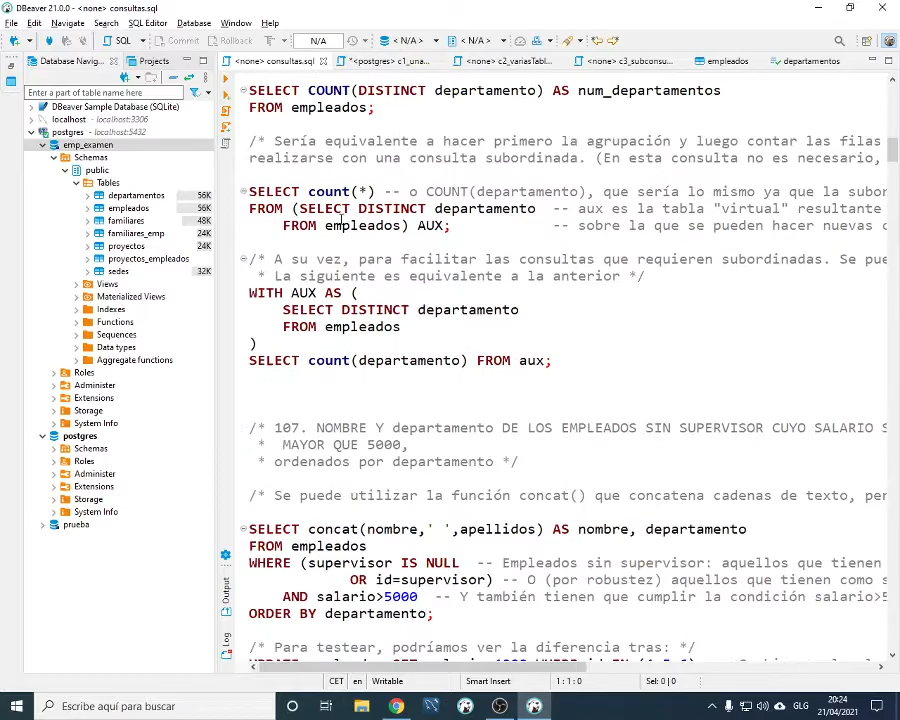 DBeaver 21.0.0 - <none> consultas.sql
File Edit Navigate Search SQL Editor Database Window Help
SQL Commit Rollback T N/A < N/A > < N/A >
Database Navig... Projects
<none> consultas.sql *<postgres> c1_una... <none> c2_variasTabl... <none> c3_subconsu... empleados departamentos
Enter a part of table name here
DBeaver Sample Database (SQLite)
localhost :3306
postgres :5432
emp_examen
Schemas
public
Tables
departamentos 56K
empleados 56K
familiares 48K
familiares_emp 24K
proyectos 24K
proyectos_empleados
sedes 32K
Views
Materialized Views
Indexes
Functions
Sequences
Data types
Aggregate functions
Roles
Administer
Extensions
Storage
System Info
postgres
Schemas
Roles
Administer
Extensions
Storage
System Info
prueba
SELECT COUNT(DISTINCT departamento) AS num_departamentos
FROM empleados;
/* Sería equivalente a hacer primero la agrupación y luego contar las filas
realizarse con una consulta subordinada. (En esta consulta no es necesario,
SELECT count(*) -- o COUNT(departamento), que sería lo mismo ya que la subor
FROM (SELECT DISTINCT departamento -- aux es la tabla "virtual" resultante
FROM empleados) AUX; -- sobre la que se pueden hacer nuevas c
/* A su vez, para facilitar las consultas que requieren subordinadas. Se pue
* La siguiente es equivalente a la anterior */
WITH AUX AS (
SELECT DISTINCT departamento
FROM empleados
)
SELECT count(departamento) FROM aux;
/* 107. NOMBRE Y departamento DE LOS EMPLEADOS SIN SUPERVISOR CUYO SALARIO S
* MAYOR QUE 5000,
* ordenados por departamento */
/* Se puede utilizar la función concat() que concatena cadenas de texto, per
SELECT concat(nombre,' ',apellidos) AS nombre, departamento
FROM empleados
WHERE (supervisor IS NULL -- Empleados sin supervisor: aquellos que tienen
OR id=supervisor) -- O (por robustez) aquellos que tienen como s
AND salario>5000 -- Y también tienen que cumplir la condición salario>5
ORDER BY departamento;
/* Para testear, podríamos ver la diferencia tras: */
Output
Log
CET en Writable Smart Insert 1 : 1 : 0 Sel: 0 | 0
Escribe aquí para buscar
GLG
20:24
21/04/2021